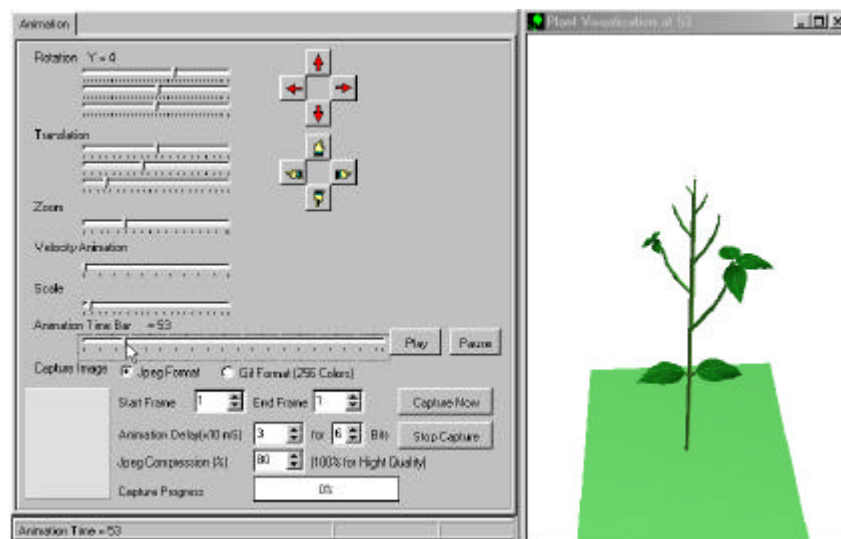 Animation
Plant Visualisation at 53
Rotation Y = 0
Translation
Zoom
Velocity Animation
Scale
Animation Time Bar = 53
Play Pause
Capture Image Jpeg Format Gif Format (256 Colors)
Start Frame 1 End Frame 1 Capture Now
Animation Delay(x10 mS) 3 for 6 Bits Stop Capture
Jpeg Compression (%) 80 (100% for Hight Quality)
Capture Progress 0%
Animation Time = 53